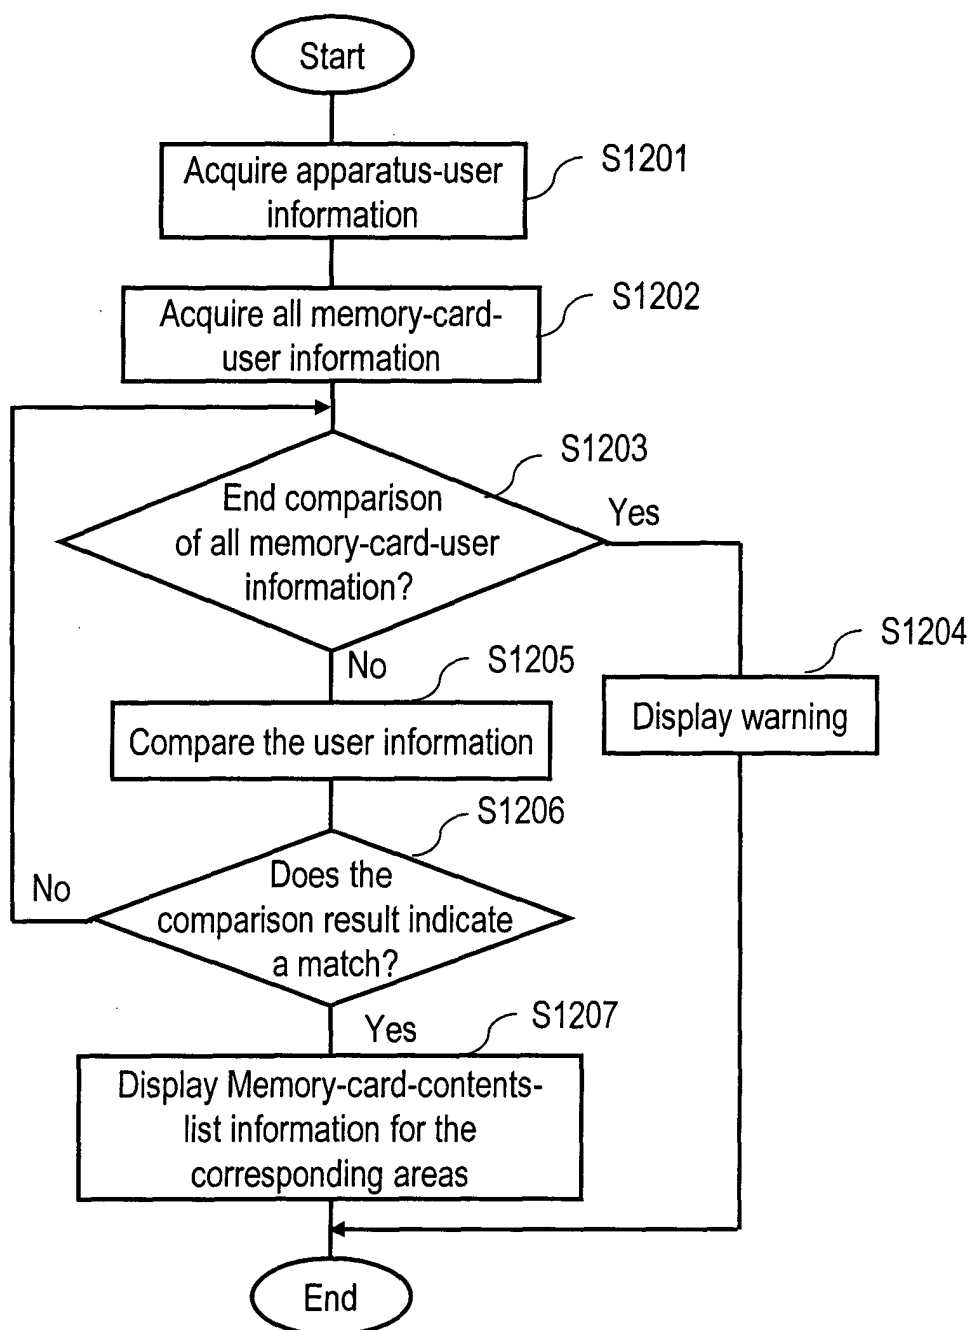 Start
S1201
Acquire apparatus-user
information
S1202
Acquire all memory-card-
user information
S1203
End comparison
of all memory-card-user
information?
Yes
No
S1204
S1205
Display warning
Compare the user information
S1206
Does the
comparison result indicate
a match?
No
Yes
S1207
Display Memory-card-contents-
list information for the
corresponding areas
End